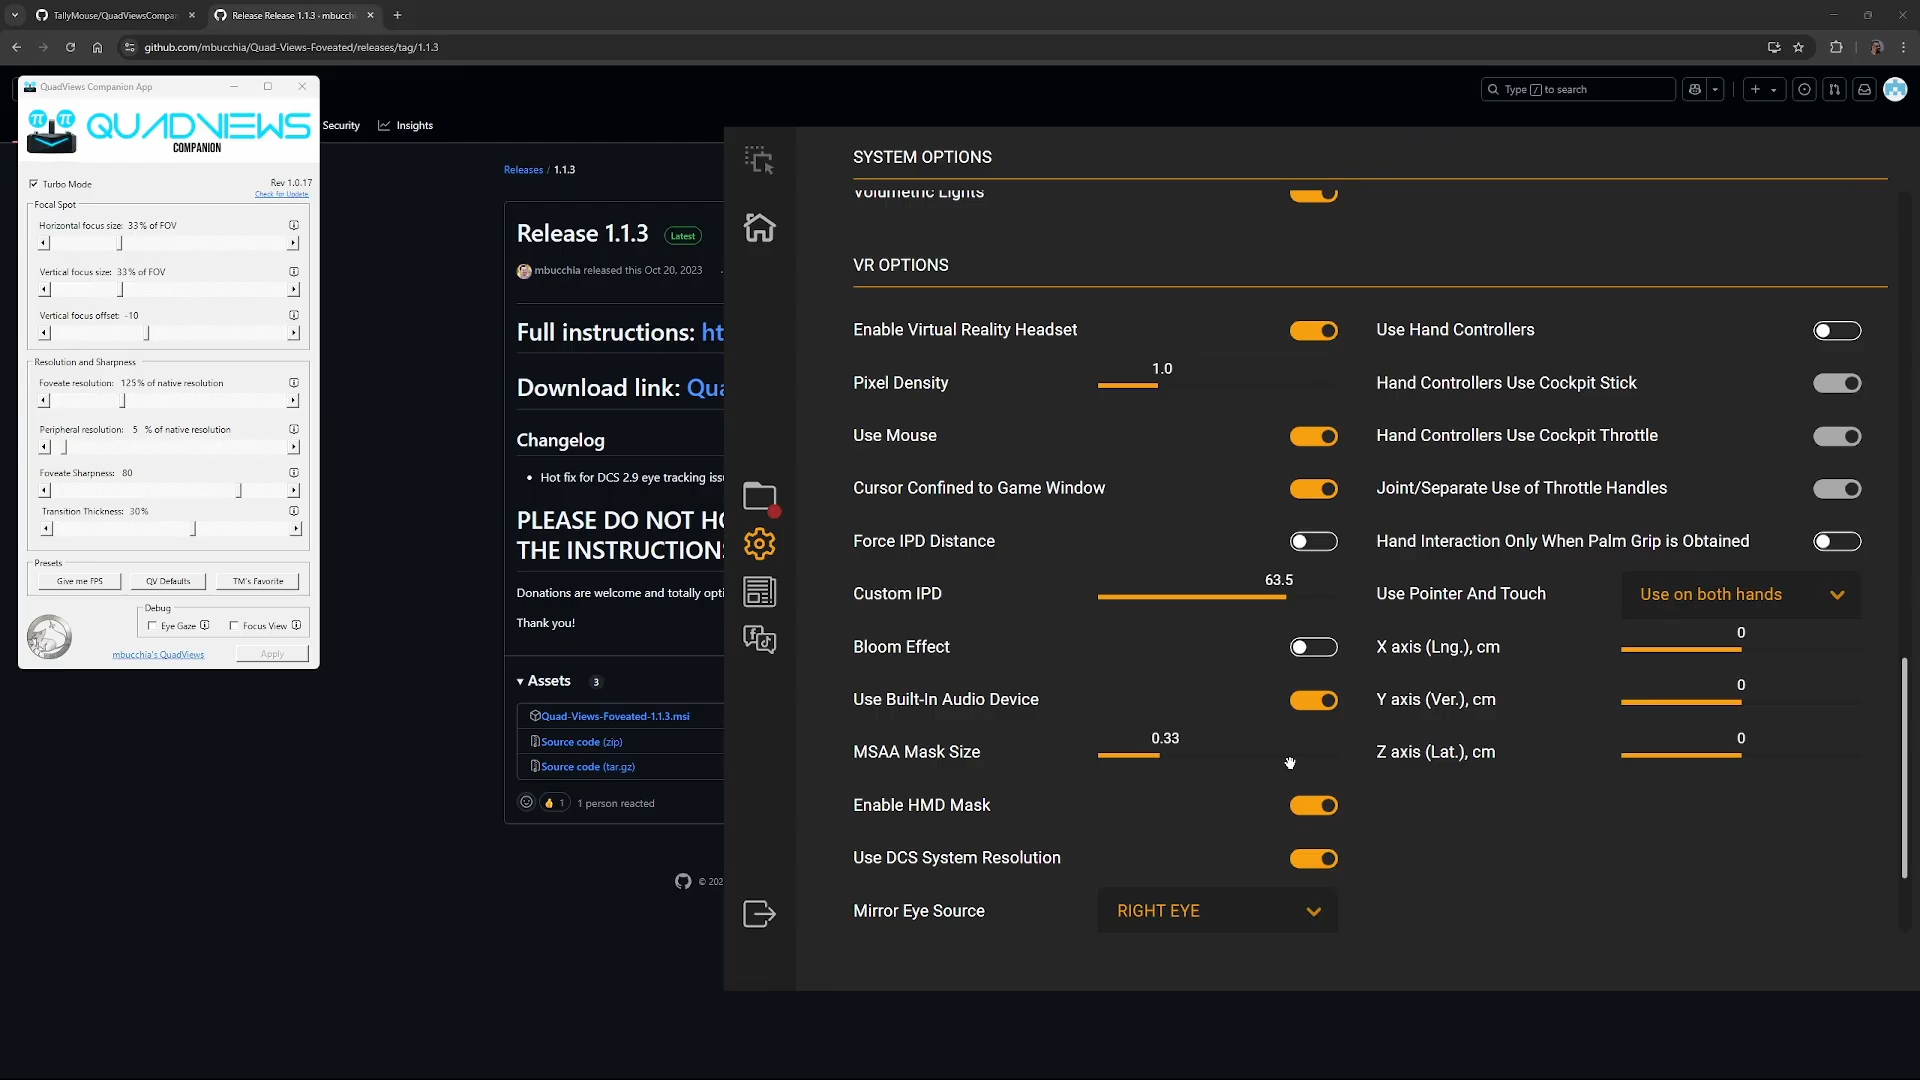 TallyMouse/QuadViewsCompan
Release Release 1.1.3 · mbucchi
github.com/mbucchia/Quad-Views-Foveated/releases/tag/1.1.3
Type / to search
QuadViews Companion App
QUADVIEWS
COMPANION
Security
Insights
Turbo Mode
Rev 1.0.17
Check for Update
Focal Spot
Horizontal focus size: 33% of FOV
Vertical focus size: 33% of FOV
Vertical focus offset: -10
Resolution and Sharpness
Foveate resolution: 125% of native resolution
Peripheral resolution: 5 % of native resolution
Foveate Sharpness: 80
Transition Thickness: 30%
Presets
Give me FPS
QV Defaults
TM's Favorite
Debug
Eye Gaze
Focus View
mbucchia's QuadViews
Apply
Releases / 1.1.3
Release 1.1.3
Latest
mbucchia released this Oct 20, 2023
Full instructions: ht
Download link: Qua
Changelog
• Hot fix for DCS 2.9 eye tracking iss
PLEASE DO NOT HO
THE INSTRUCTION
Donations are welcome and totally opti
Thank you!
Assets 3
Quad-Views-Foveated-1.1.3.msi
Source code (zip)
Source code (tar.gz)
1
1 person reacted
© 202
SYSTEM OPTIONS
Volumetric Lights
VR OPTIONS
Enable Virtual Reality Headset
Pixel Density
1.0
Use Mouse
Cursor Confined to Game Window
Force IPD Distance
Custom IPD
63.5
Bloom Effect
Use Built-In Audio Device
MSAA Mask Size
0.33
Enable HMD Mask
Use DCS System Resolution
Mirror Eye Source
RIGHT EYE
Use Hand Controllers
Hand Controllers Use Cockpit Stick
Hand Controllers Use Cockpit Throttle
Joint/Separate Use of Throttle Handles
Hand Interaction Only When Palm Grip is Obtained
Use Pointer And Touch
Use on both hands
X axis (Lng.), cm
0
Y axis (Ver.), cm
0
Z axis (Lat.), cm
0